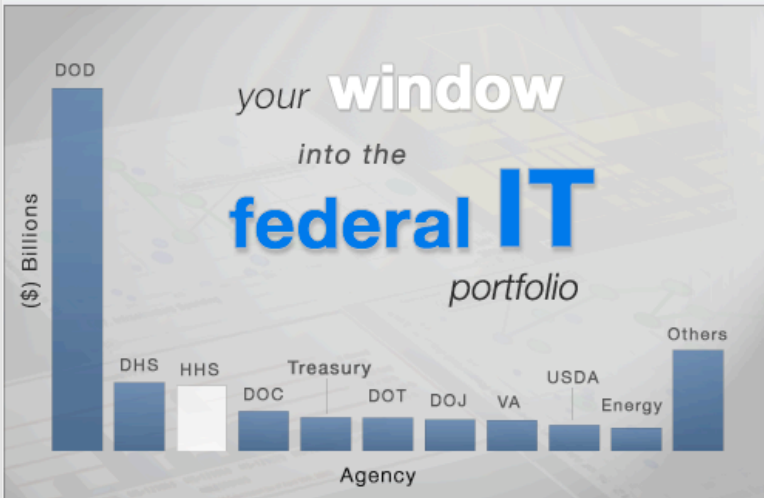 your window
into the
federal IT
portfolio
($) Billions
DOD
DHS
HHS
DOC
Treasury
DOT
DOJ
VA
USDA
Energy
Others
Agency